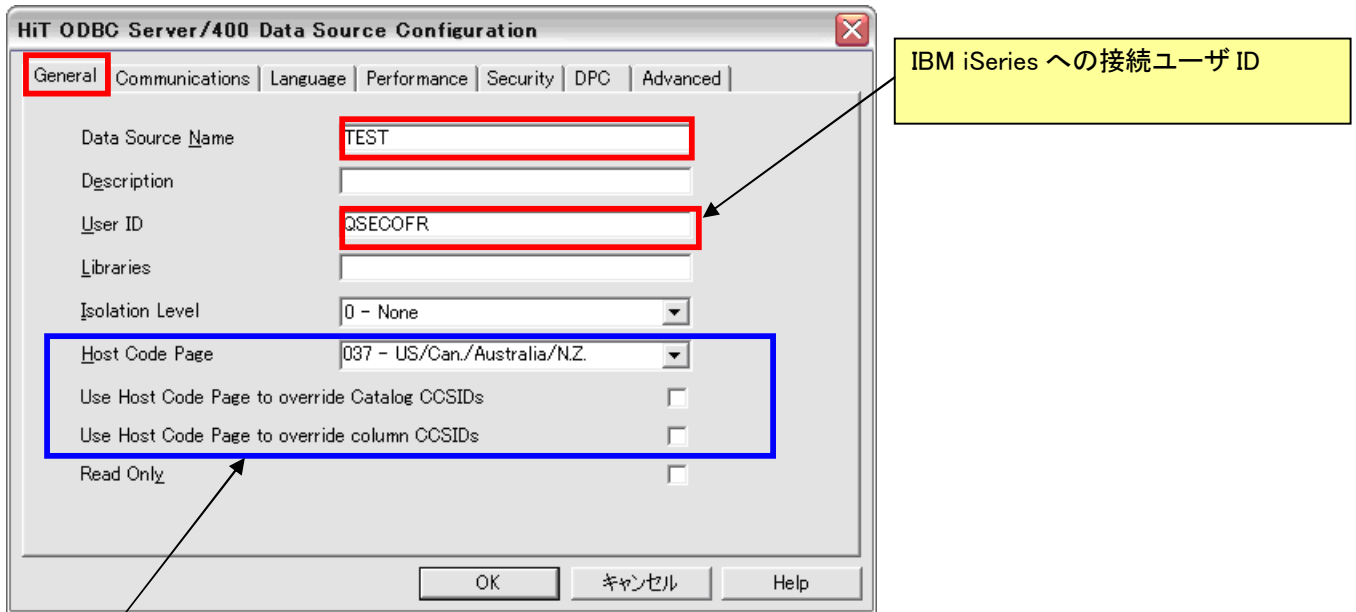 HiT ODBC Server/400 Data Source Configuration
General Communications Language Performance Security DPC Advanced
IBM iSeries への接続ユーザ ID
Data Source Name TEST
Description
User ID QSECOFR
Libraries
Isolation Level 0 - None
Host Code Page 037 - US/Can./Australia/N.Z.
Use Host Code Page to override Catalog CCSIDs
Use Host Code Page to override column CCSIDs
Read Only
OK キャンセル Help